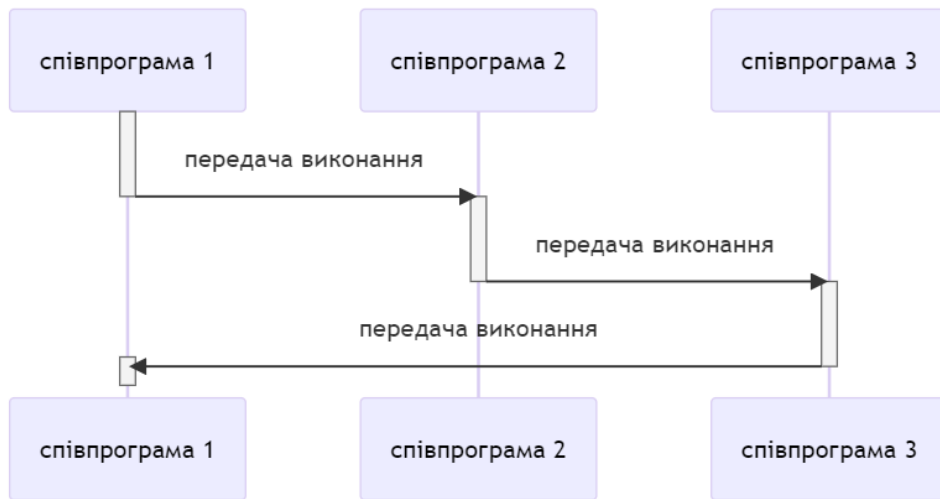 співпрограма 1
співпрограма 2
співпрограма 3
передача виконання
передача виконання
передача виконання
співпрограма 1
співпрограма 2
співпрограма 3